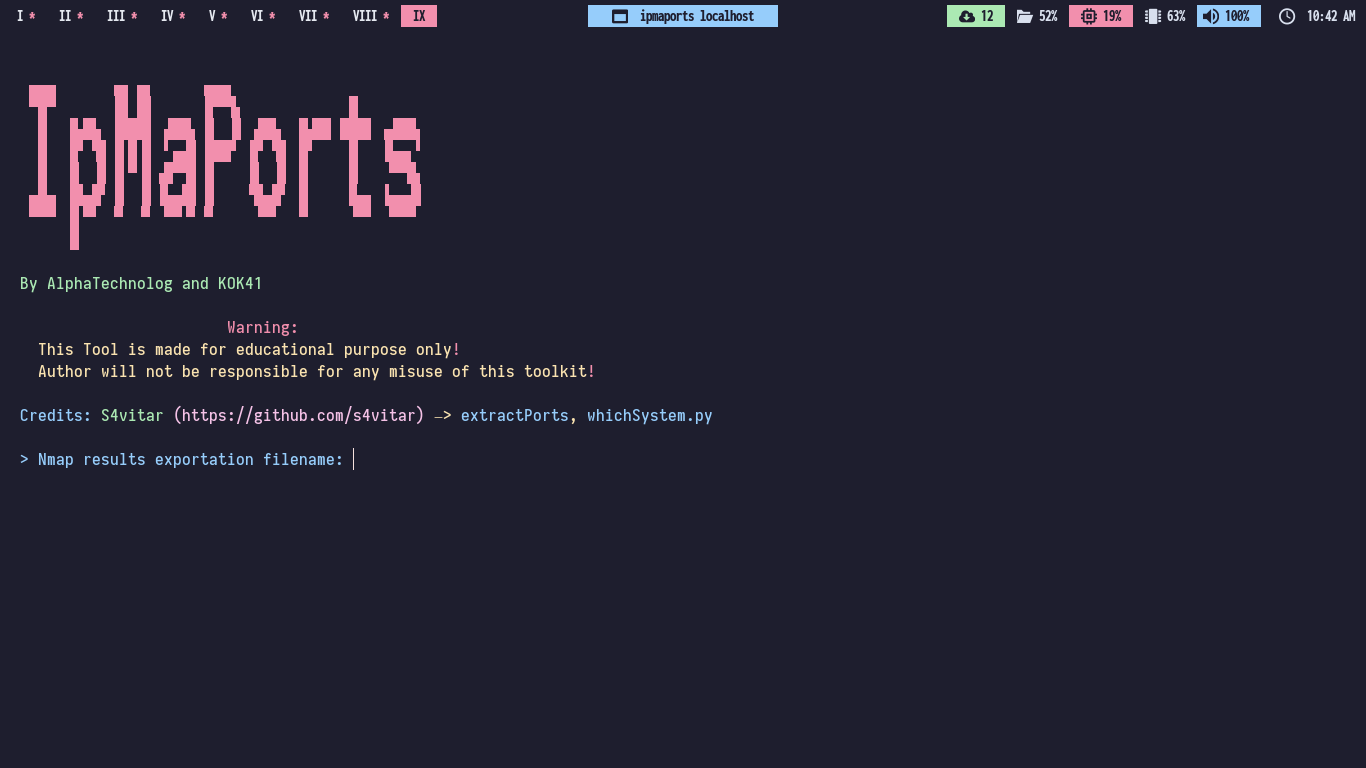 I * II * III * IV * V * VI * VII * VIII * IX ipmaports localhost 12 52% 19% 63% 100% 10:42 AM
IpMaPorts
By AlphaTechnolog and K0K41
Warning:
This Tool is made for educational purpose only!
Author will not be responsible for any misuse of this toolkit!
Credits: S4vitar (https://github.com/s4vitar) —> extractPorts, whichSystem.py
> Nmap results exportation filename: